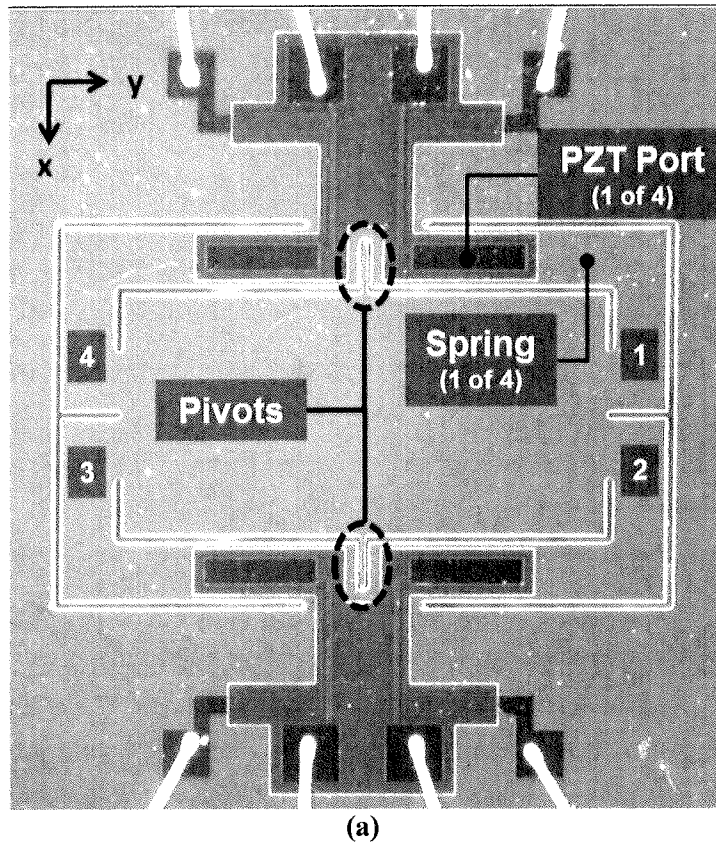 y
x
PZT Port
(1 of 4)
4
Spring
(1 of 4)
1
Pivots
3
2
(a)